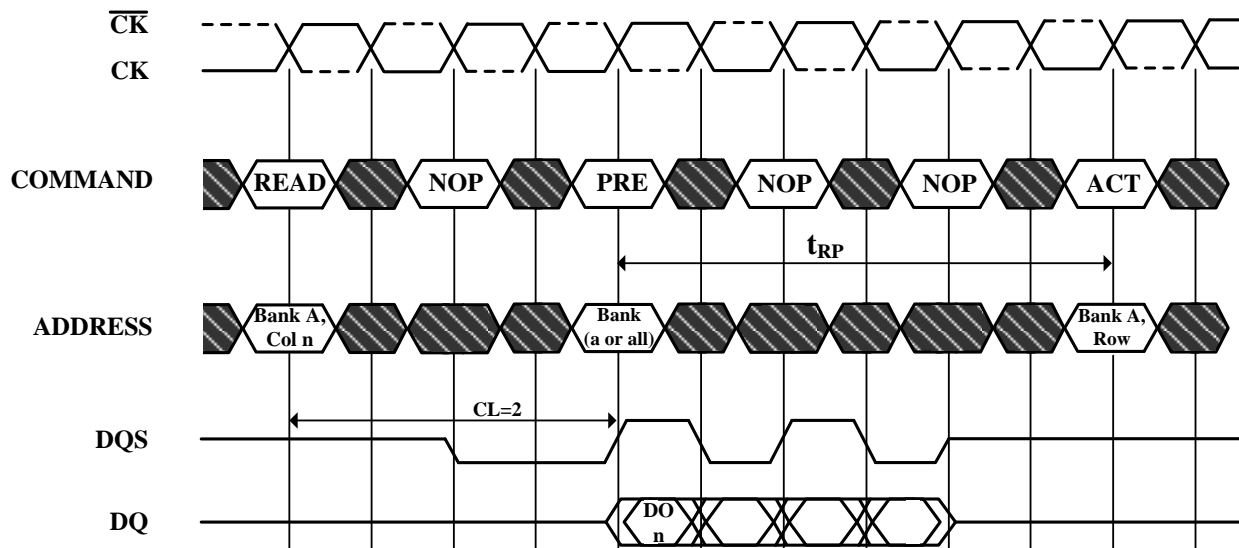 C̅K̅
CK
COMMAND
READ
NOP
PRE
NOP
NOP
ACT
tRP
ADDRESS
Bank A,
Col n
Bank
(a or all)
Bank A,
Row
CL=2
DQS
DQ
DO
n